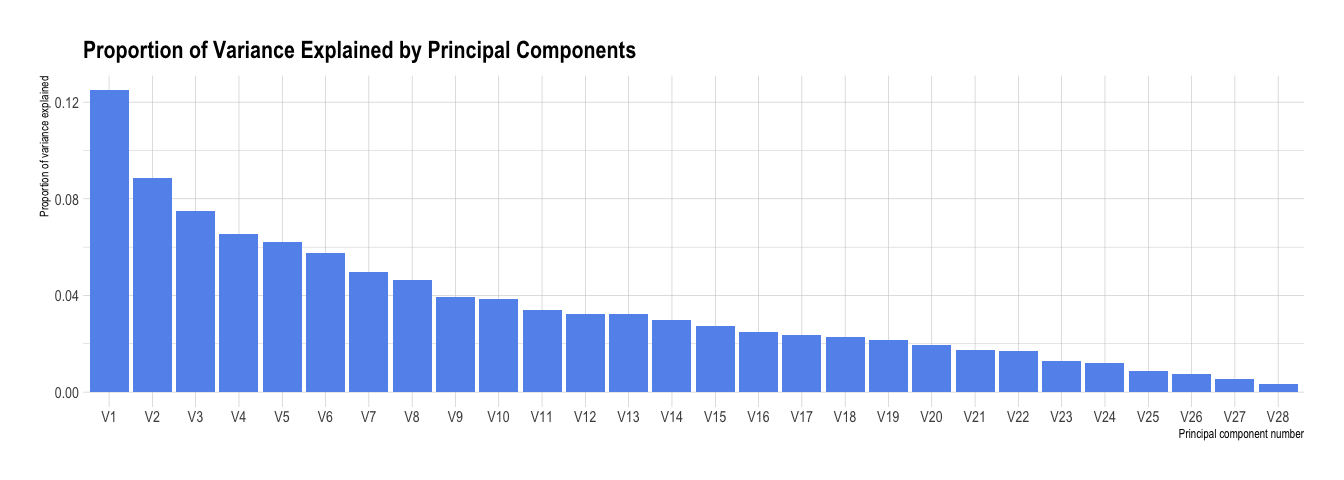 Proportion of Variance Explained by Principal Components
Proportion of variance explained
0.12
0.08
0.04
0.00
V1 V2 V3 V4 V5 V6 V7 V8 V9 V10 V11 V12 V13 V14 V15 V16 V17 V18 V19 V20 V21 V22 V23 V24 V25 V26 V27 V28
Principal component number